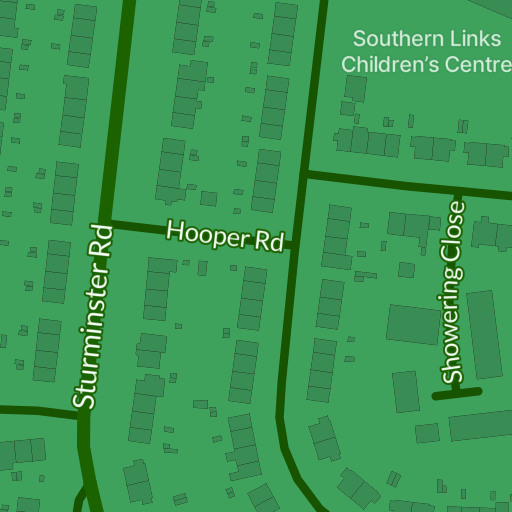 Southern Links
Children’s Centre
Hooper Rd
Sturminster Rd
Showering Close